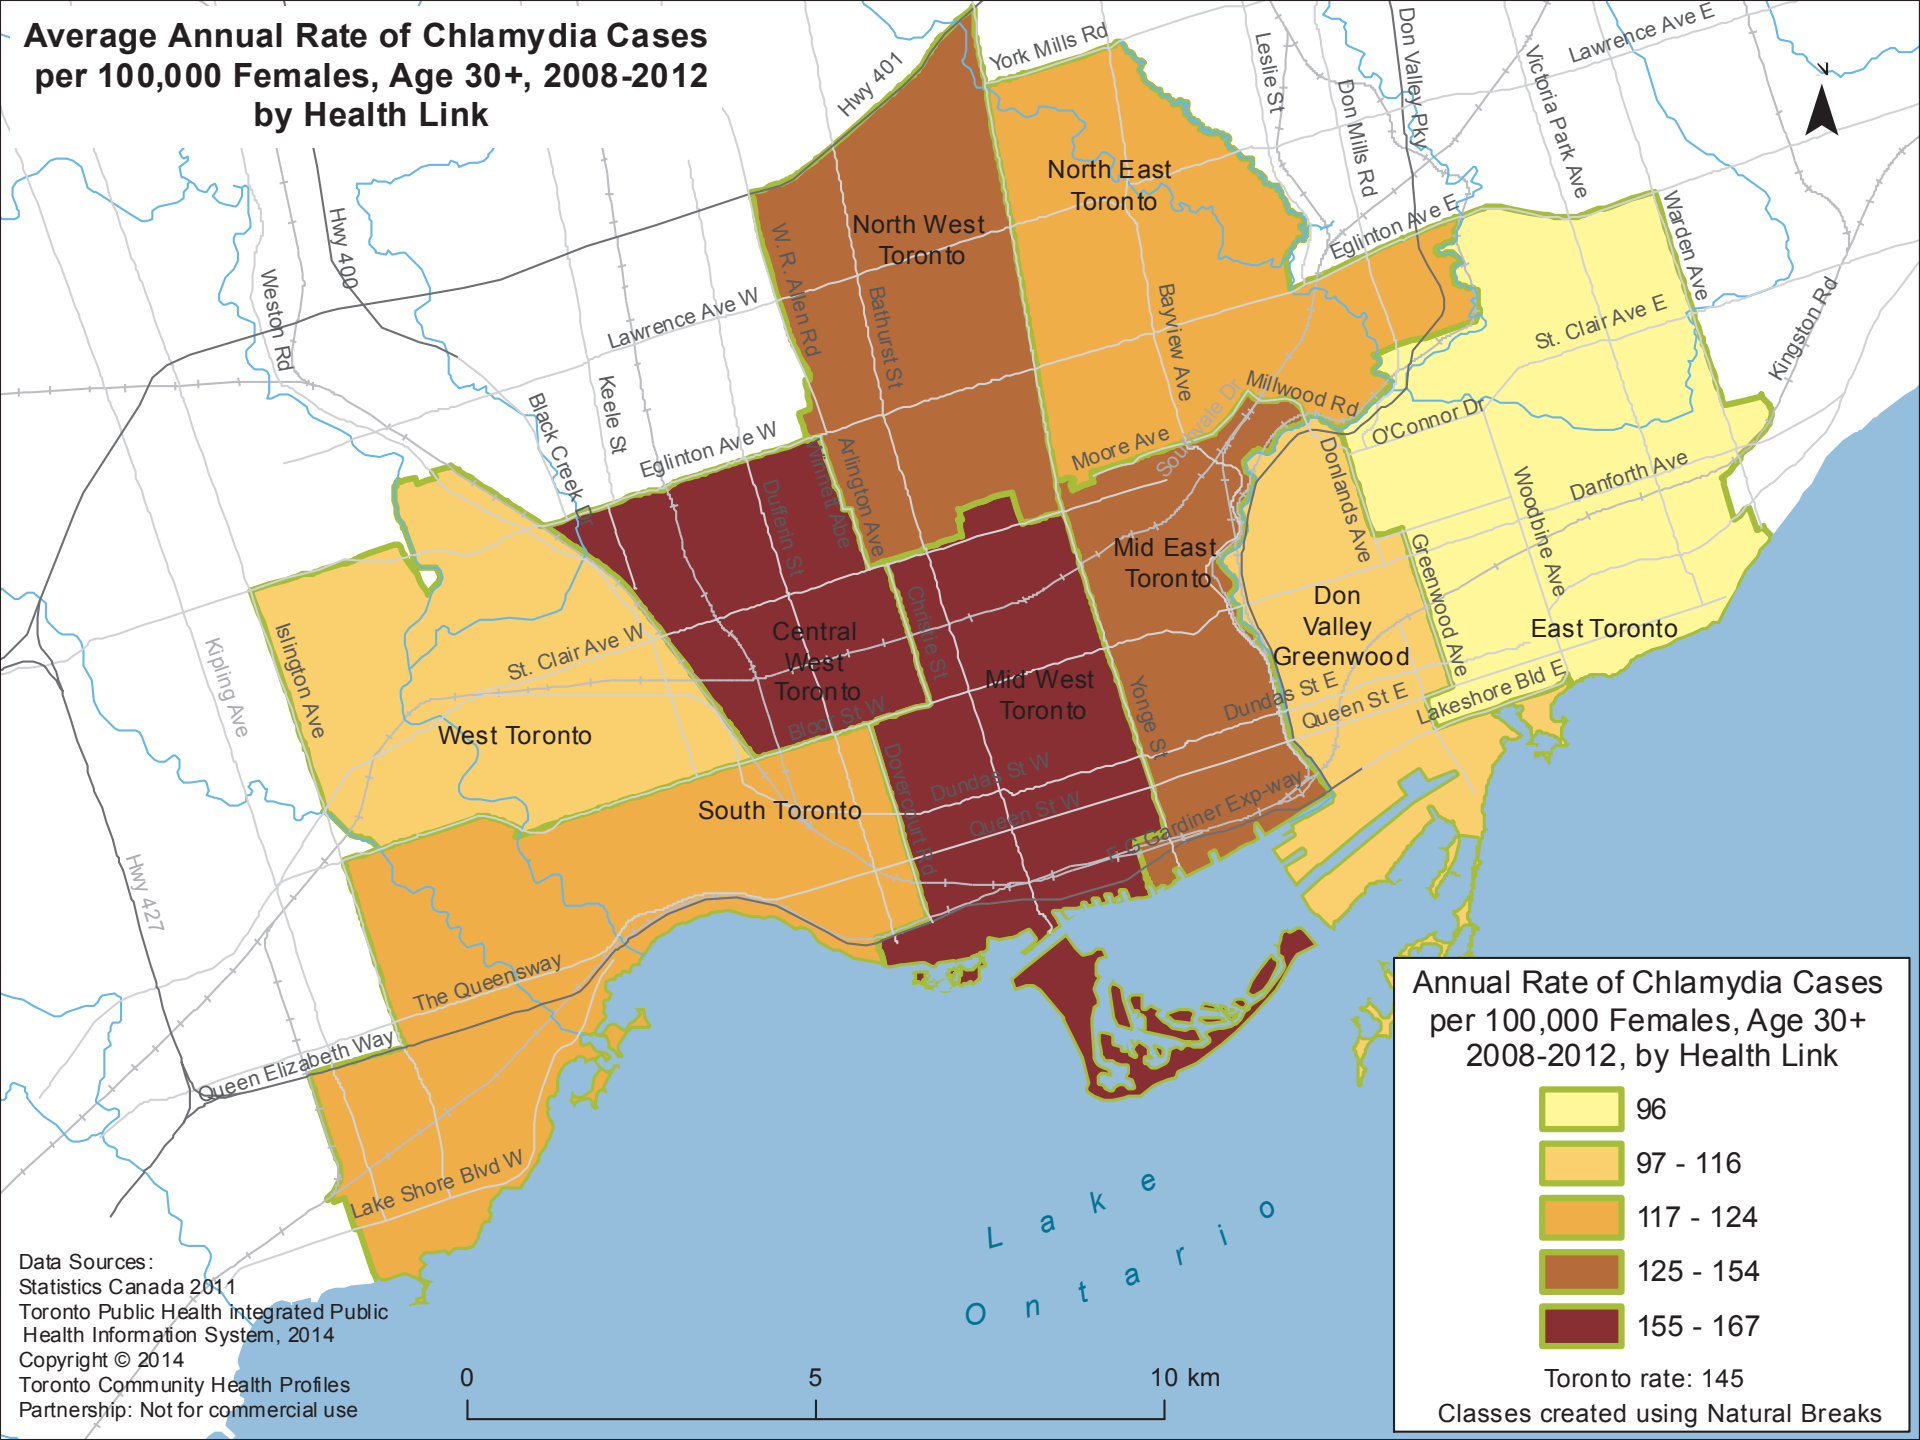 Average Annual Rate of Chlamydia Cases
per 100,000 Females, Age 30+, 2008-2012
by Health Link
Hwy 401
York Mills Rd
Leslie St
Don Mills Rd
Don Valley Pky
Victoria Park Ave
Lawrence Ave E
N
North East
Toronto
North West
Toronto
Eglinton Ave E
Warden Ave
Hwy 400
Weston Rd
W. R. Allen Rd
Bathurst St
Bayview Ave
Lawrence Ave W
St. Clair Ave E
Kingston Rd
Black Creek Dr
Keele St
Eglinton Ave W
Winnett Abe
Arlington Ave
Moore Ave
Southvale Dr
Millwood Rd
O'Connor Dr
Donlands Ave
Danforth Ave
Woodbine Ave
Dufferin St
Mid East
Toronto
Greenwood Ave
Don
Valley
Greenwood
East Toronto
Christie St
Central
West
Toronto
St. Clair Ave W
Islington Ave
Kipling Ave
Mid West
Toronto
Yonge St
Dundas St E
Queen St E
Lakeshore Bld E
Bloor St W
West Toronto
South Toronto
Dovercourt Rd
Dundas St W
Queen St W
F G Gardiner Exp-way
Hwy 427
The Queensway
Queen Elizabeth Way
Lake Shore Blvd W
Lake
Ontario
Annual Rate of Chlamydia Cases
per 100,000 Females, Age 30+
2008-2012, by Health Link
96
97 - 116
117 - 124
125 - 154
155 - 167
Toronto rate: 145
Classes created using Natural Breaks
Data Sources:
Statistics Canada 2011
Toronto Public Health integrated Public
Health Information System, 2014
Copyright © 2014
Toronto Community Health Profiles
Partnership: Not for commercial use
0 5 10 km